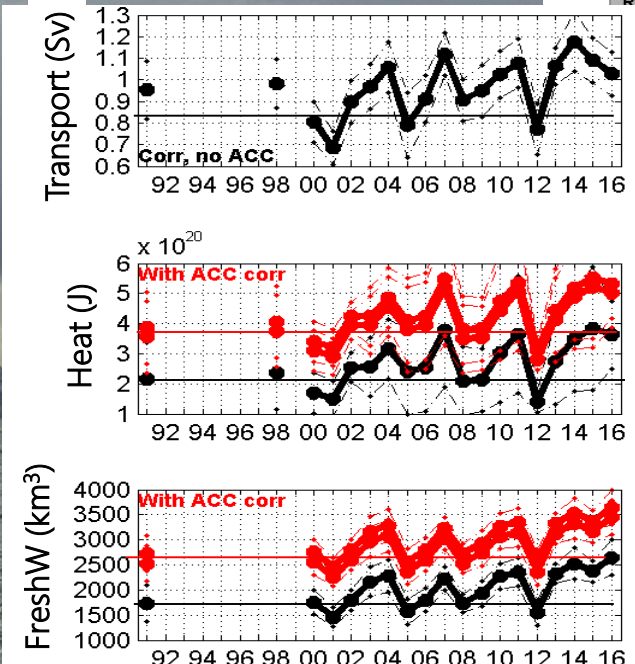 R
Transport (Sv)
1.3
1.2
1.1
1
0.9
0.8
0.7
0.6
Corr, no ACC
92 94 96 98 00 02 04 06 08 10 12 14 16
x 10²⁰
Heat (J)
6
5
4
3
2
1
With ACC corr
92 94 96 98 00 02 04 06 08 10 12 14 16
FreshW (km³)
4000
3500
3000
2500
2000
1500
1000
With ACC corr
92 94 96 98 00 02 04 06 08 10 12 14 16